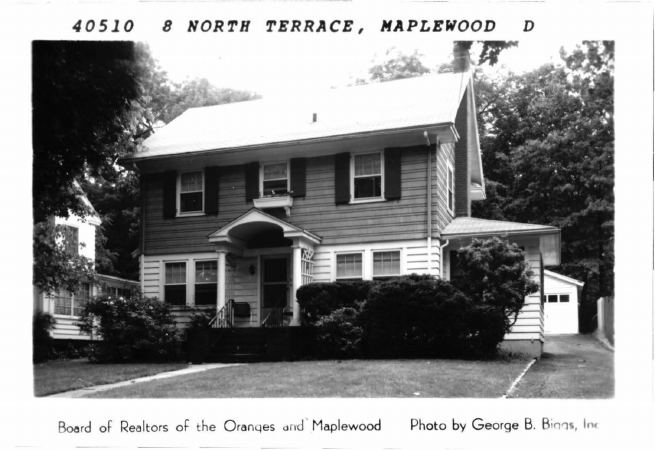 40510 8 NORTH TERRACE, MAPLEWOOD D
Board of Realtors of the Oranges and Maplewood Photo by George B. Biggs, Inc